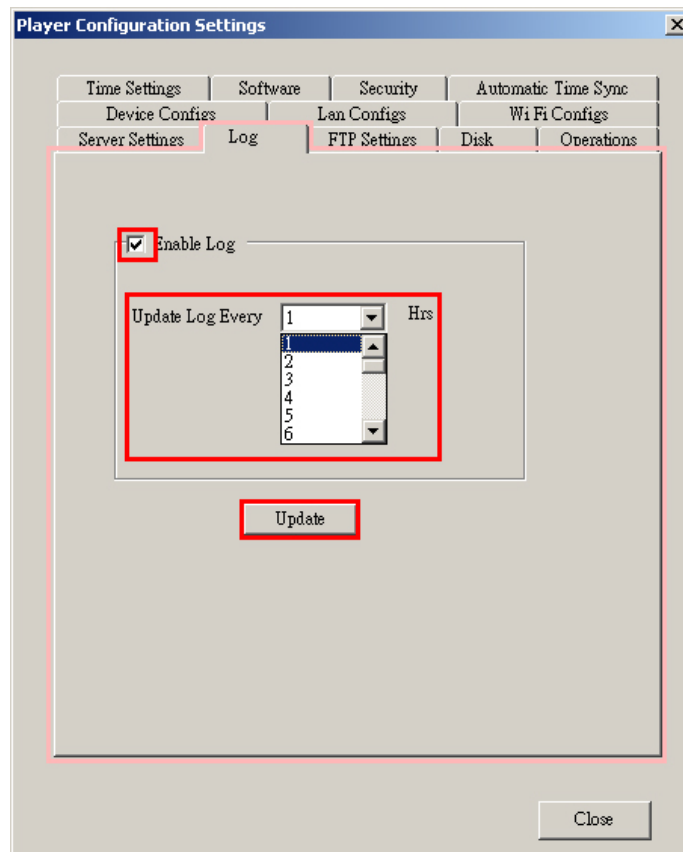 Player Configuration Settings
Time Settings Software Security Automatic Time Sync
Device Configs Lan Configs Wi Fi Configs
Server Settings Log FTP Settings Disk Operations
Enable Log
Update Log Every 1 Hrs
1
2
3
4
5
6
Update
Close